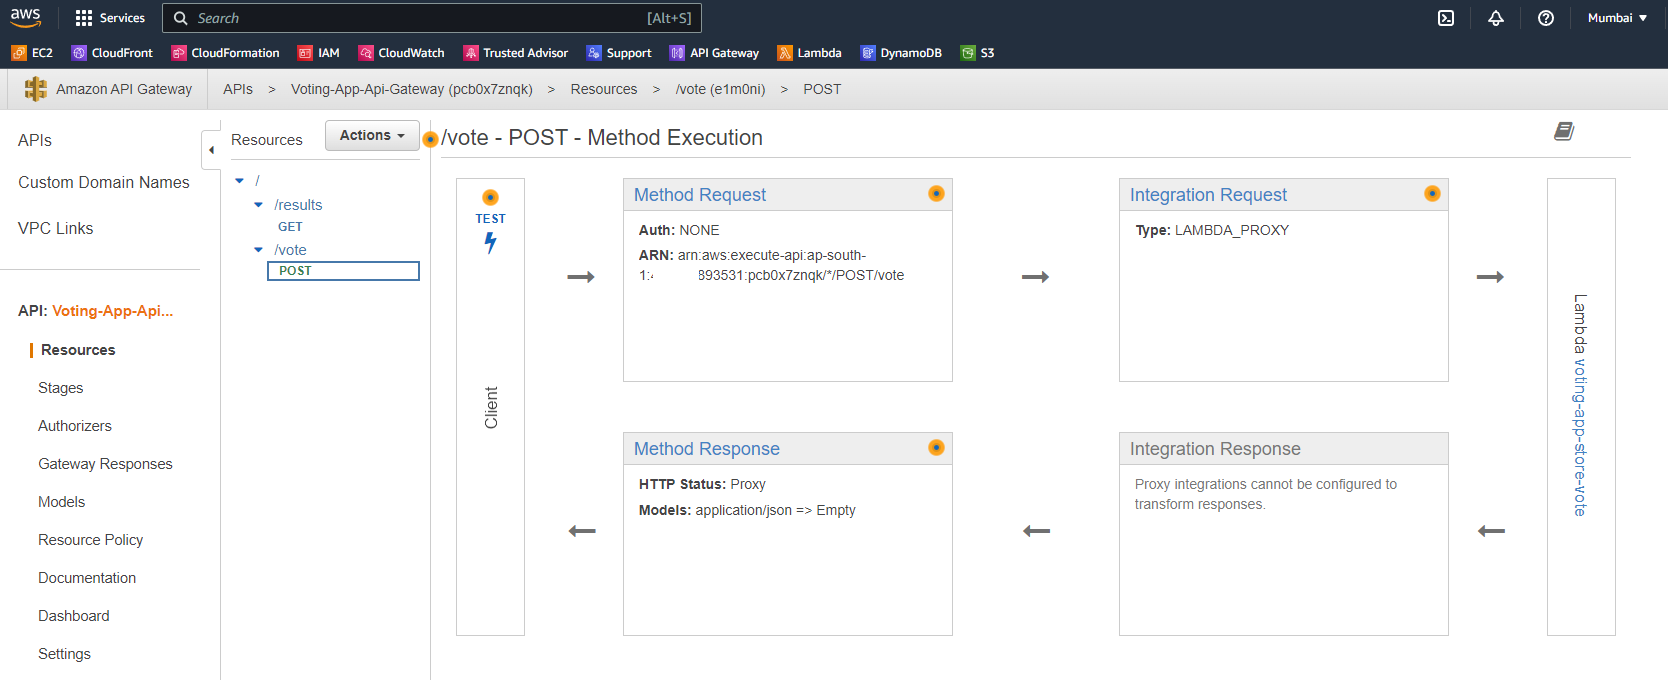 aws
Services
Search
[Alt+S]
Mumbai
EC2
CloudFront
CloudFormation
IAM
CloudWatch
Trusted Advisor
Support
API Gateway
Lambda
DynamoDB
S3
Amazon API Gateway
APIs > Voting-App-Api-Gateway (pcb0x7znqk) > Resources > /vote (e1m0ni) > POST
APIs
Custom Domain Names
VPC Links
API: Voting-App-Api...
Resources
Stages
Authorizers
Gateway Responses
Models
Resource Policy
Documentation
Dashboard
Settings
Resources
Actions
/
/results
GET
/vote
POST
/vote - POST - Method Execution
TEST
Client
Method Request
Auth: NONE
ARN: arn:aws:execute-api:ap-south-
1: 893531:pcb0x7znqk/*/POST/vote
Integration Request
Type: LAMBDA_PROXY
Lambda voting-app-store-vote
Method Response
HTTP Status: Proxy
Models: application/json => Empty
Integration Response
Proxy integrations cannot be configured to
transform responses.